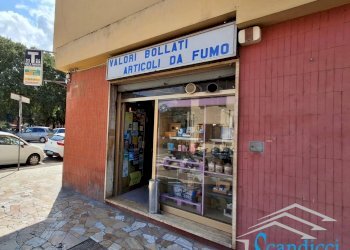 VALORI BOLLATI
ARTICOLI DA FUMO
T
Scandicci